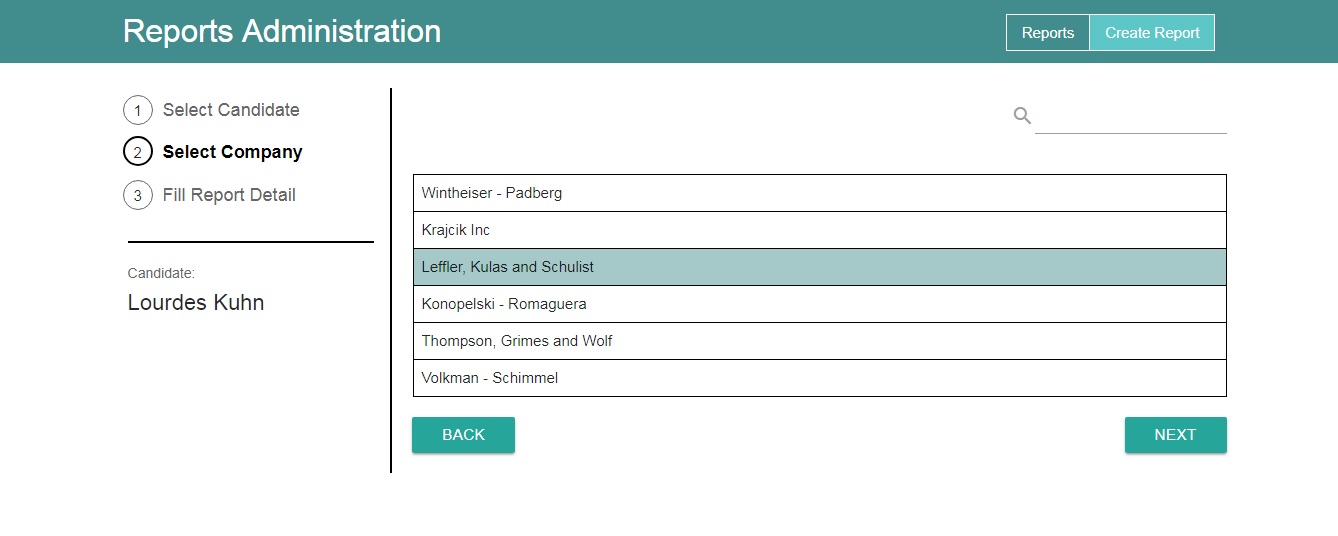 Reports Administration
Reports
Create Report
1 Select Candidate
2 Select Company
3 Fill Report Detail
Candidate:
Lourdes Kuhn
Wintheiser - Padberg
Krajcik Inc
Leffler, Kulas and Schulist
Konopelski - Romaguera
Thompson, Grimes and Wolf
Volkman - Schimmel
BACK
NEXT